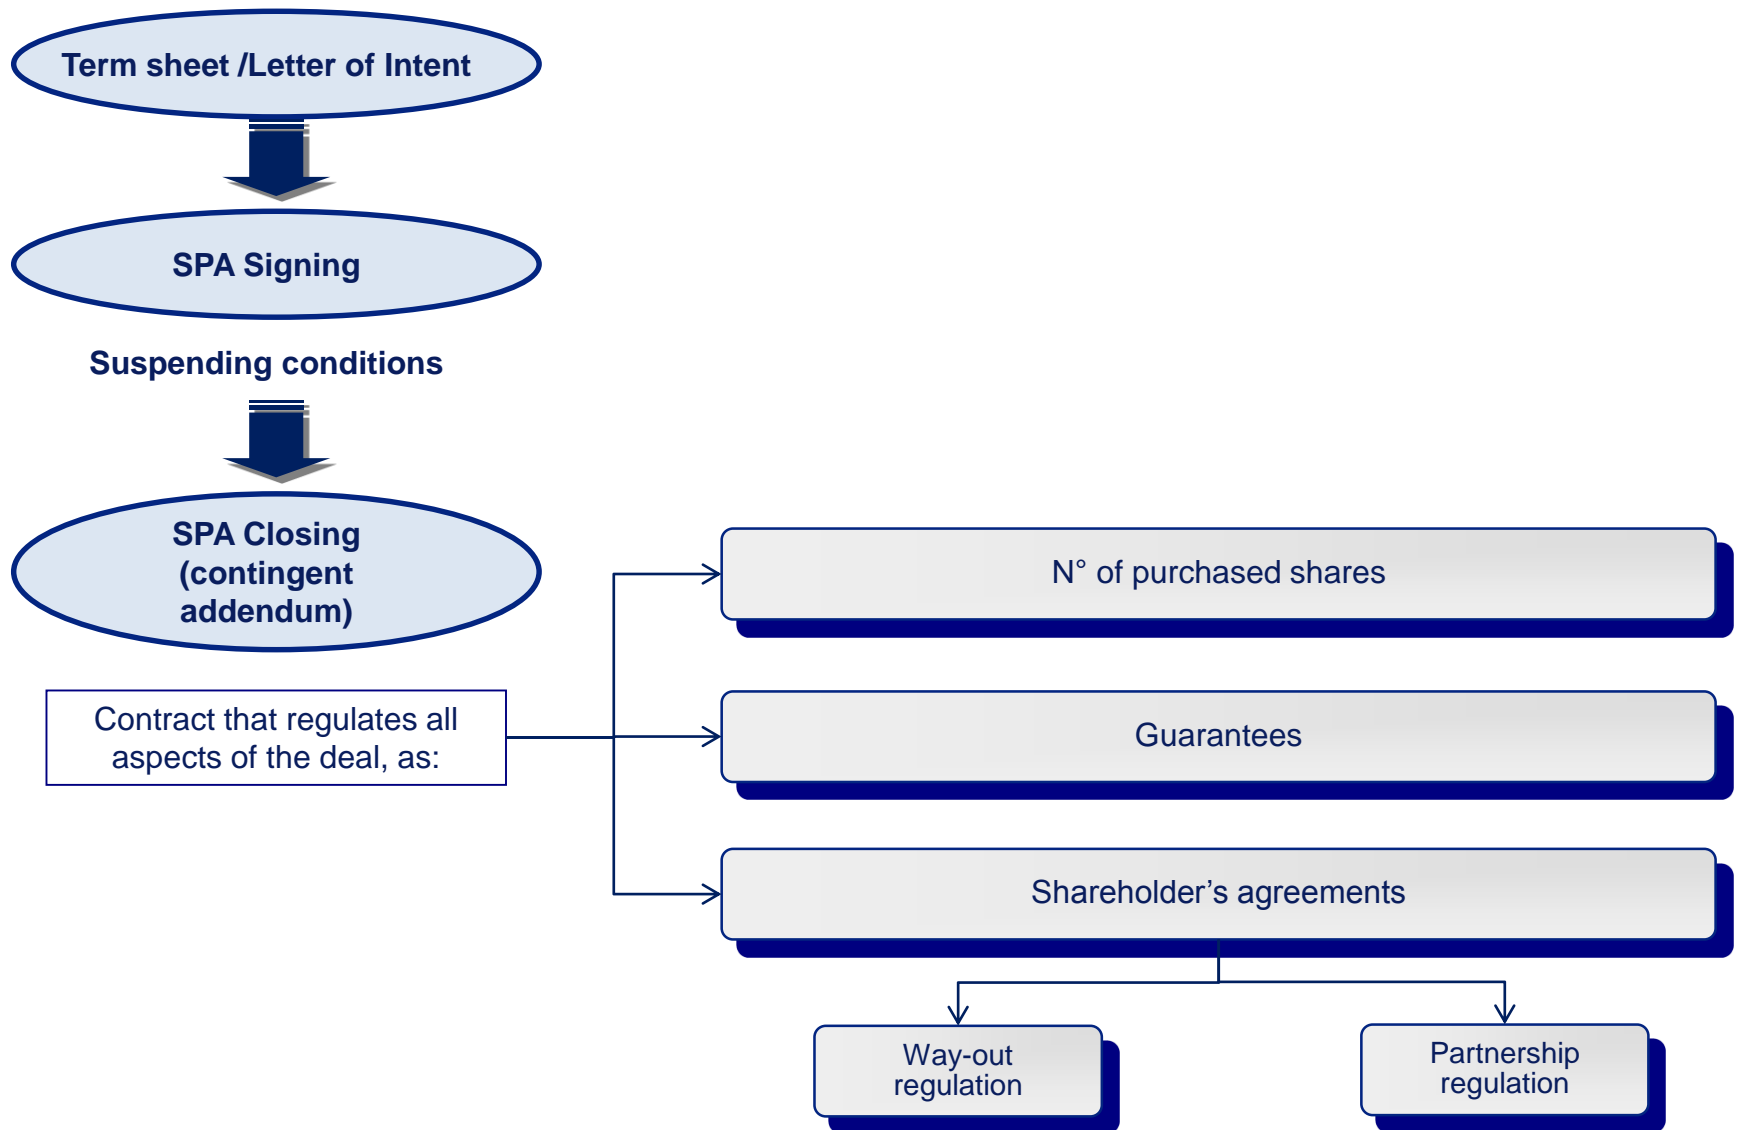 Term sheet /Letter of Intent
SPA Signing
Suspending conditions
SPA Closing
(contingent
addendum)
Contract that regulates all
aspects of the deal, as:
N° of purchased shares
Guarantees
Shareholder’s agreements
Way-out
regulation
Partnership
regulation